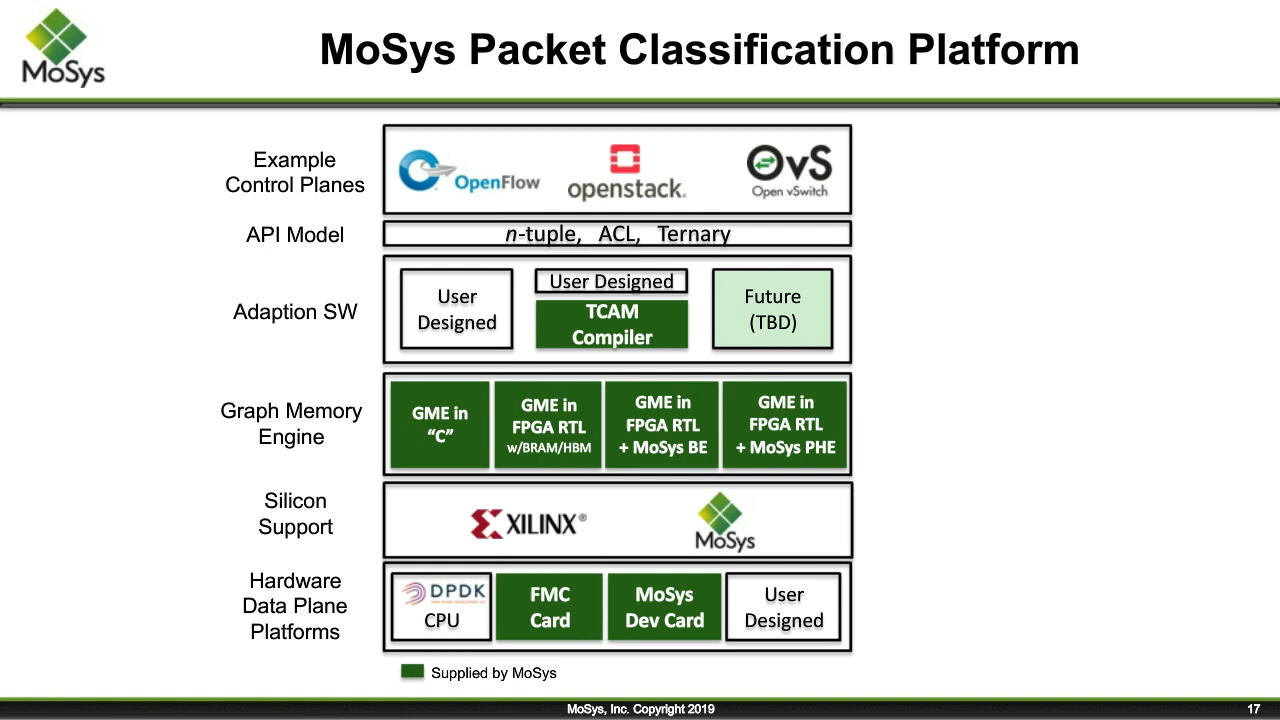 MoSys
MoSys Packet Classification Platform
Example
Control Planes
OpenFlow
openstack.
OvS
Open vSwitch
API Model
n-tuple, ACL, Ternary
Adaption SW
User
Designed
User Designed
TCAM
Compiler
Future
(TBD)
Graph Memory
Engine
GME in
“C”
GME in
FPGA RTL
w/BRAM/HBM
GME in
FPGA RTL
+ MoSys BE
GME in
FPGA RTL
+ MoSys PHE
Silicon
Support
XILINX®
MoSys
Hardware
Data Plane
Platforms
DPDK
CPU
FMC
Card
MoSys
Dev Card
User
Designed
Supplied by MoSys
MoSys, Inc. Copyright 2019
17